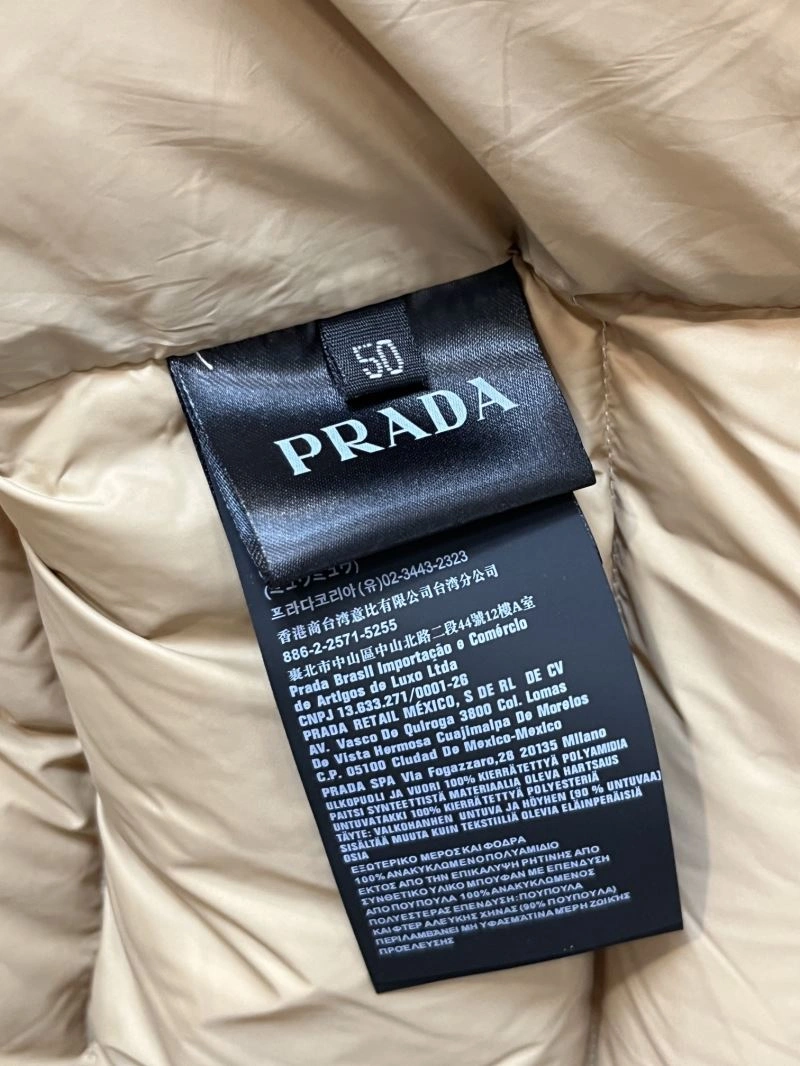 50
PRADA
프라다코리아(유)02-3443-2323
香港商台湾意比有限公司台湾分公司
886-2-2571-5255
臺北市中山區中山北路二段44號12樓A室
Prada Brasil Importação e Comércio
de Artigos de Luxo Ltda
CNPJ 13.633.271/0001-26
PRADA RETAIL MÉXICO, S DE RL DE CV
AV. Vasco De Quiroga 3800 Col. Lomas
De Vista Hermosa Cuajimalpa De Morelos
C.P. 05100 Ciudad De Mexico-Mexico
PRADA SPA Via Fogazzaro,28 20135 Milano
ULKOPUOLI JA VUORI 100% KIERRÄTETTYÄ POLYAMIDIA
PAITSI SYNTEETTISTÄ MATERIAALIA OLEVA HARTSAUS
UNTUVATAKKI 100% KIERRÄTETTYÄ POLYESTERIÄ
TÄYTE: VALKOHANHEN UNTUVA JA HÖYHEN (90 % UNTUVAA)
SISÄLTÄÄ MUUTA KUIN TEKSTIILIÄ OLEVIA ELÄINPERÄISIÄ
OSIA
ΕΞΩΤΕΡΙΚΟ ΜΕΡΟΣ ΚΑΙ ΦΟΔΡΑ
100% ΑΝΑΚΥΚΛΩΜΕΝΟ ΠΟΛΥΑΜΙΔΙΟ
ΕΚΤΟΣ ΑΠΟ ΤΗΝ ΕΠΙΚΑΛΥΨΗ ΡΗΤΙΝΗΣ ΑΠΟ
ΣΥΝΘΕΤΙΚΟ ΥΛΙΚΟ ΜΠΟΥΦΑΝ ΜΕ ΕΠΕΝΔΥΣΗ
ΑΠΟ ΠΟΥΠΟΥΛΑ 100% ΑΝΑΚΥΚΛΩΜΕΝΟΣ
ΠΟΛΥΕΣΤΕΡΑΣ ΕΠΕΝΔΥΣΗ: ΠΟΥΠΟΥΛΑ
ΚΑΙ ΦΤΕΡΑ ΛΕΥΚΗΣ ΧΗΝΑΣ (90% ΠΟΥΠΟΥΛΑ)
ΠΕΡΙΛΑΜΒΑΝΕΙ ΜΗ ΥΦΑΣΜΑΤΙΝΑ ΜΕΡΗ ΖΩΙΚΗΣ
ΠΡΟΕΛΕΥΣΗΣ